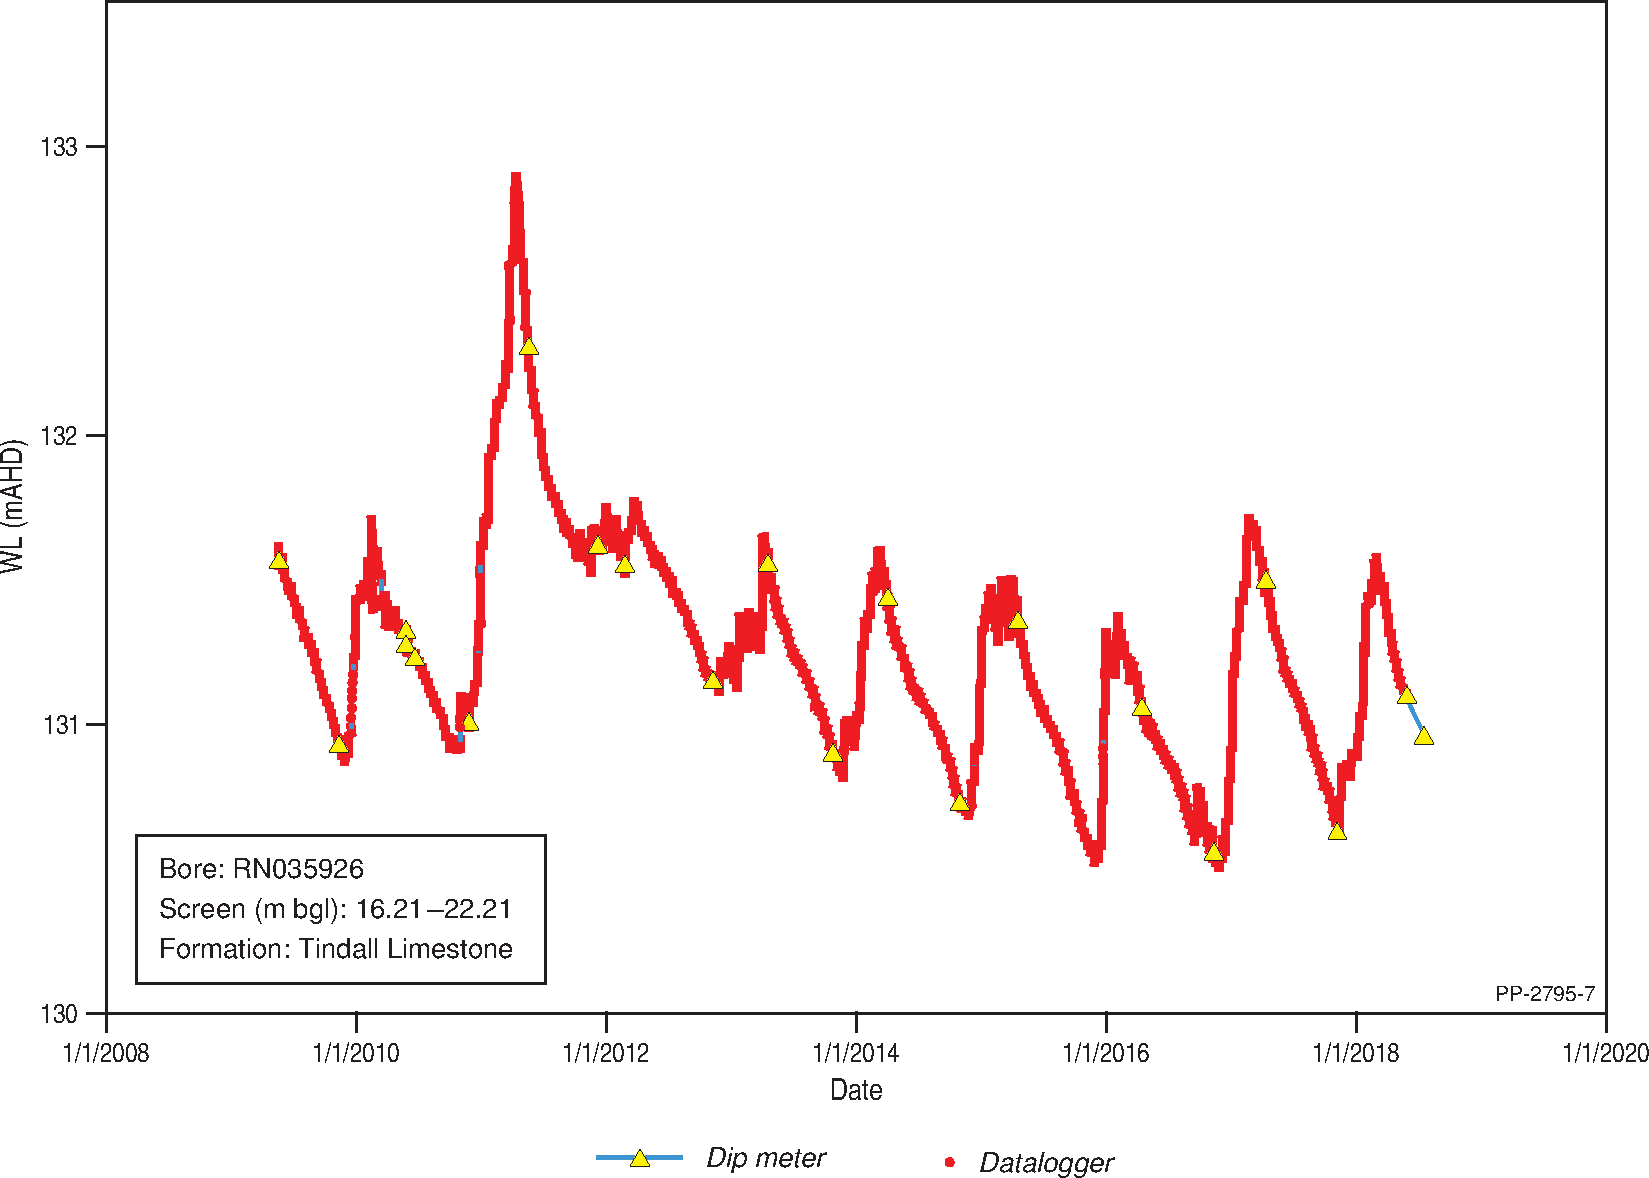 133
132
131
130
WL (mAHD)
Bore: RN035926
Screen (m bgl): 16.21–22.21
Formation: Tindall Limestone
PP-2795-7
1/1/2008 1/1/2010 1/1/2012 1/1/2014 1/1/2016 1/1/2018 1/1/2020
Date
Dip meter Datalogger